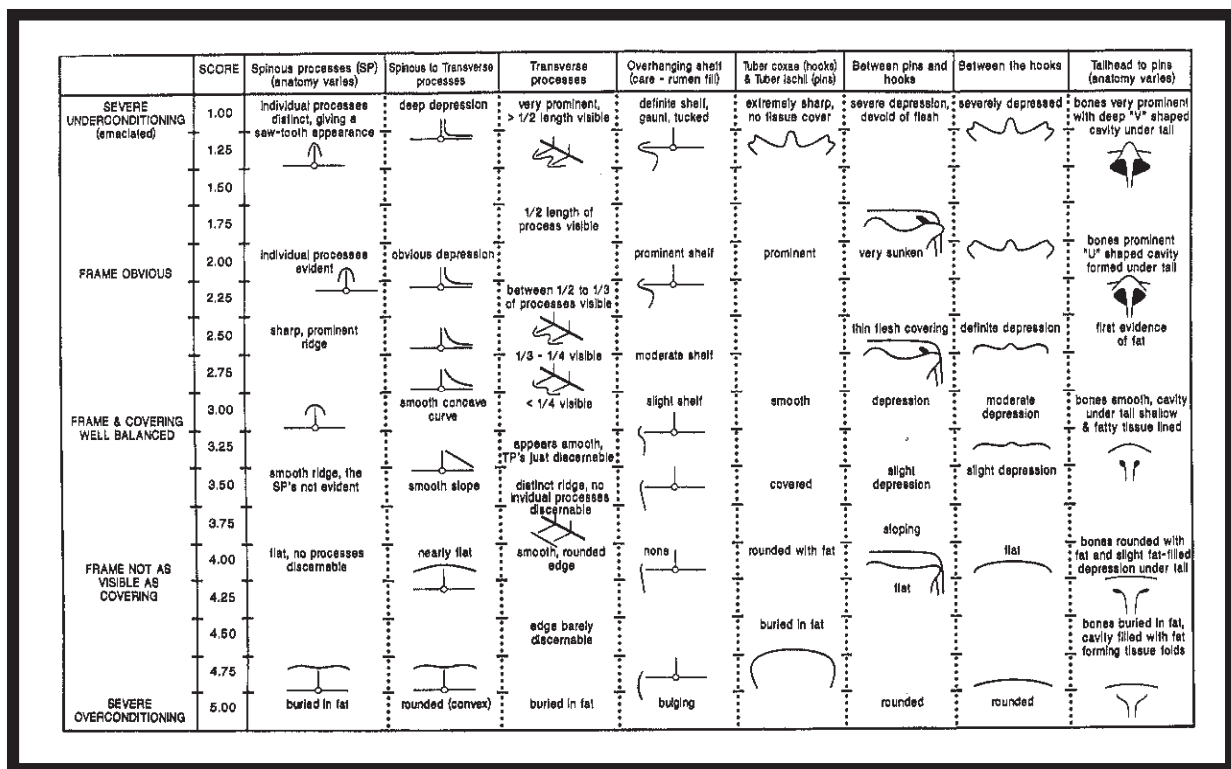 SCORE
Spinous processes (SP)
(anatomy varies)
Spinous to Transverse
processes
Transverse
processes
Overhanging shelf
(care - rumen fill)
Tuber coxae (hooks)
& Tuber ischii (pins)
Between pins and
hooks
Between the hooks
Tailhead to pins
(anatomy varies)
SEVERE
UNDERCONDITIONING
(emaciated)
1.00
individual processes
distinct, giving a
saw-tooth appearance
deep depression
very prominent,
> 1/2 length visible
definite shelf,
gaunt, tucked
extremely sharp,
no tissue cover
severe depression,
devoid of flesh
severely depressed
bones very prominent
with deep "V" shaped
cavity under tail
1.25
1.50
1.75
1/2 length of
process visible
FRAME OBVIOUS
2.00
individual processes
evident
obvious depression
prominent shelf
prominent
very sunken
bones prominent
"U" shaped cavity
formed under tail
2.25
between 1/2 to 1/3
of processes visible
2.50
sharp, prominent
ridge
thin flesh covering
definite depression
first evidence
of fat
1/3 - 1/4 visible
moderate shelf
2.75
FRAME & COVERING
WELL BALANCED
3.00
smooth concave
curve
< 1/4 visible
slight shelf
smooth
depression
moderate
depression
bones smooth, cavity
under tail shallow
& fatty tissue lined
3.25
appears smooth,
TP's just discernable
3.50
smooth ridge, the
SP's not evident
smooth slope
distinct ridge, no
invidual processes
discernable
covered
slight
depression
slight depression
3.75
sloping
FRAME NOT AS
VISIBLE AS
COVERING
4.00
flat, no processes
discernable
nearly flat
smooth, rounded
edge
none
rounded with fat
flat
bones rounded with
fat and slight fat-filled
depression under tail
4.25
flat
4.50
edge barely
discernable
buried in fat
bones buried in fat,
cavity filled with fat
forming tissue folds
4.75
SEVERE
OVERCONDITIONING
5.00
buried in fat
rounded (convex)
buried in fat
bulging
rounded
rounded